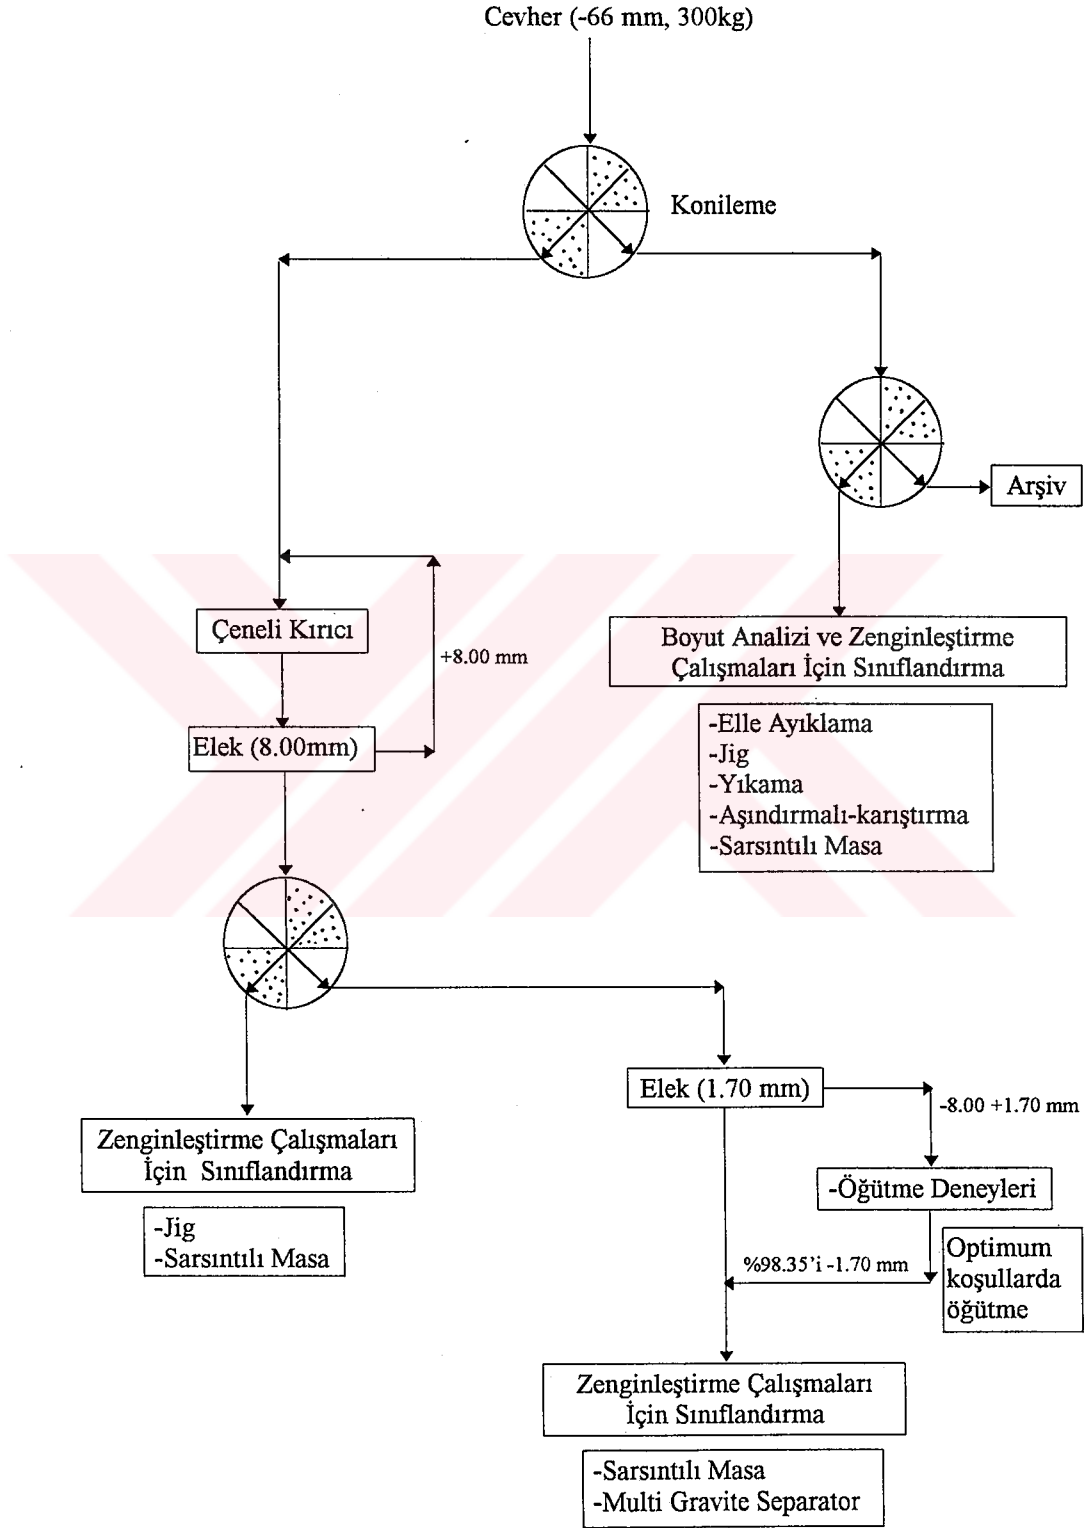 Cevher (-66 mm, 300kg)
Konileme
Arşiv
Çeneli Kırıcı
+8.00 mm
Elek (8.00mm)
Boyut Analizi ve Zenginleştirme
Çalışmaları İçin Sınıflandırma
-Elle Ayıklama
-Jig
-Yıkama
-Aşındırmalı-karıştırma
-Sarsıntılı Masa
Elek (1.70 mm)
-8.00 +1.70 mm
Zenginleştirme Çalışmaları
İçin Sınıflandırma
-Jig
-Sarsıntılı Masa
-Öğütme Deneyleri
%98.35'i -1.70 mm
Optimum
koşullarda
öğütme
Zenginleştirme Çalışmaları
İçin Sınıflandırma
-Sarsıntılı Masa
-Multi Gravite Separator